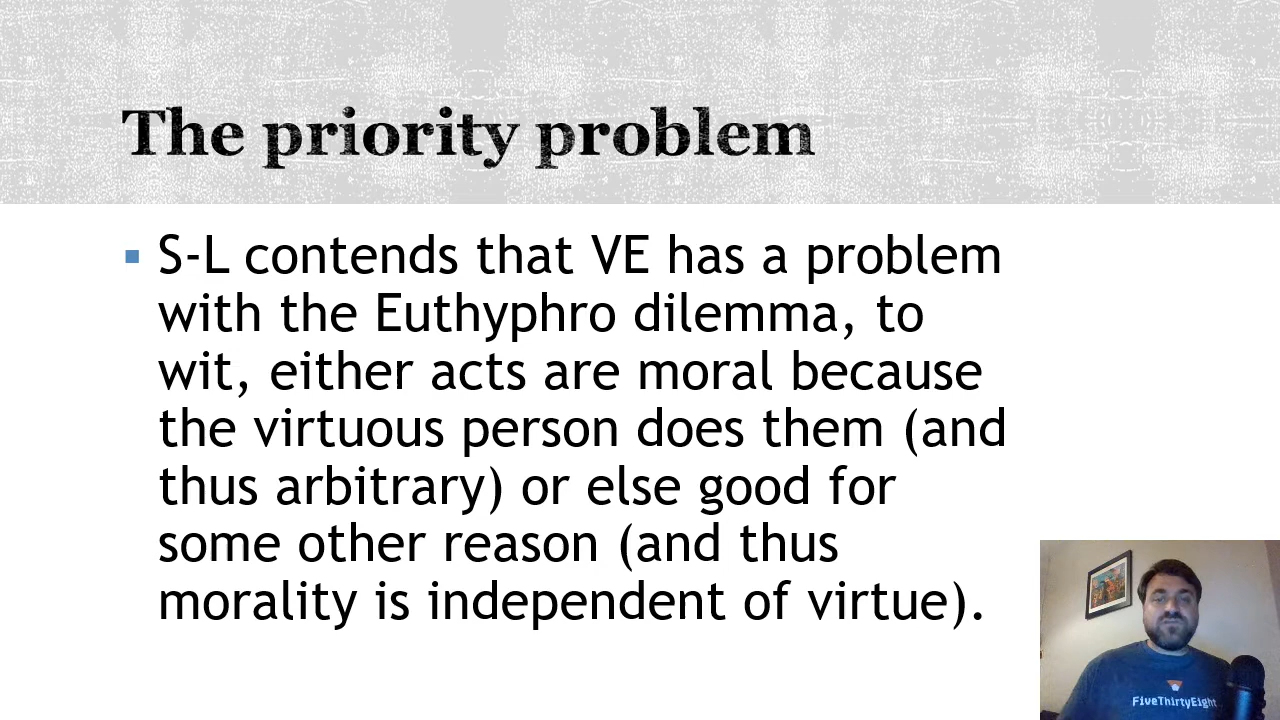 The priority problem
S-L contends that VE has a problem
with the Euthyphro dilemma, to
wit, either acts are moral because
the virtuous person does them (and
thus arbitrary) or else good for
some other reason (and thus
morality is independent of virtue).
FiveThirtyEight